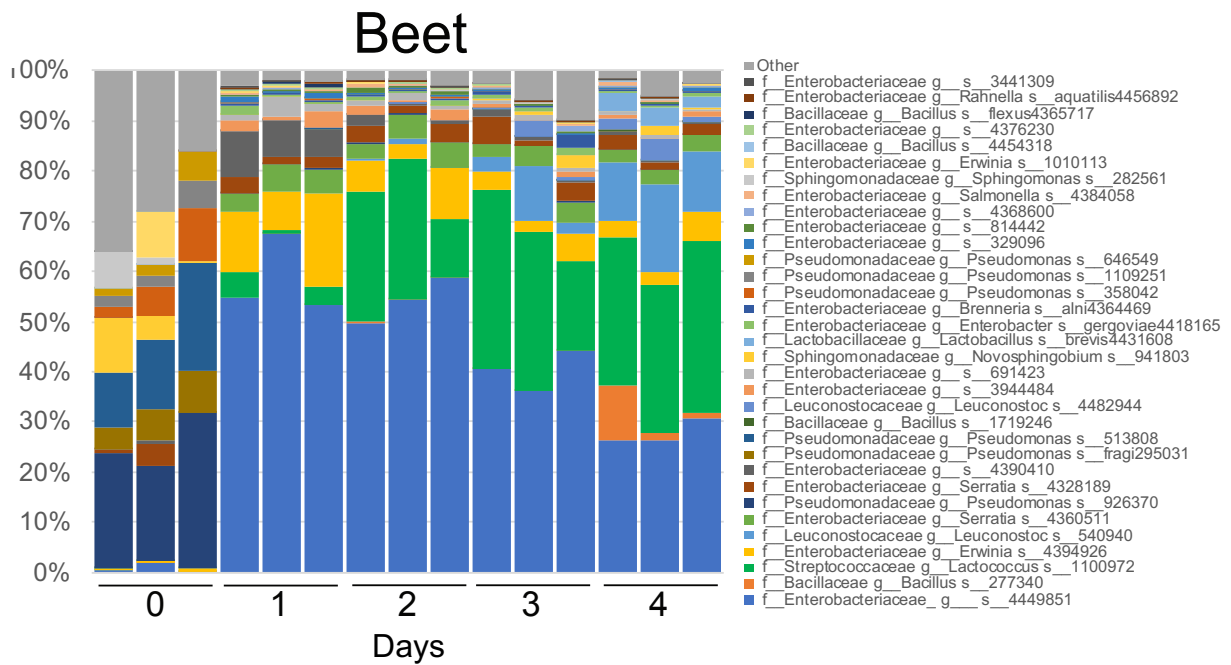 Beet
100%
90%
80%
70%
60%
50%
40%
30%
20%
10%
0%
0 1 2 3 4
Days
Other
f__Enterobacteriaceae g__ s__3441309
f__Enterobacteriaceae g__Rahnella s__aquatilis4456892
f__Bacillaceae g__Bacillus s__flexus4365717
f__Enterobacteriaceae g__ s__4376230
f__Bacillaceae g__Bacillus s__4454318
f__Enterobacteriaceae g__Erwinia s__1010113
f__Sphingomonadaceae g__Sphingomonas s__282561
f__Enterobacteriaceae g__Salmonella s__4384058
f__Enterobacteriaceae g__ s__4368600
f__Enterobacteriaceae g__ s__814442
f__Enterobacteriaceae g__ s__329096
f__Pseudomonadaceae g__Pseudomonas s__646549
f__Pseudomonadaceae g__Pseudomonas s__1109251
f__Pseudomonadaceae g__Pseudomonas s__358042
f__Enterobacteriaceae g__Brenneria s__alni4364469
f__Enterobacteriaceae g__Enterobacter s__gergoviae4418165
f__Lactobacillaceae g__Lactobacillus s__brevis4431608
f__Sphingomonadaceae g__Novosphingobium s__941803
f__Enterobacteriaceae g__ s__691423
f__Enterobacteriaceae g__ s__3944484
f__Leuconostocaceae g__Leuconostoc s__4482944
f__Bacillaceae g__Bacillus s__1719246
f__Pseudomonadaceae g__Pseudomonas s__513808
f__Pseudomonadaceae g__Pseudomonas s__fragi295031
f__Enterobacteriaceae g__ s__4390410
f__Enterobacteriaceae g__Serratia s__4328189
f__Pseudomonadaceae g__Pseudomonas s__926370
f__Enterobacteriaceae g__Serratia s__4360511
f__Leuconostocaceae g__Leuconostoc s__540940
f__Enterobacteriaceae g__Erwinia s__4394926
f__Streptococcaceae g__Lactococcus s__1100972
f__Bacillaceae g__Bacillus s__277340
f__Enterobacteriaceae_ g___ s__4449851